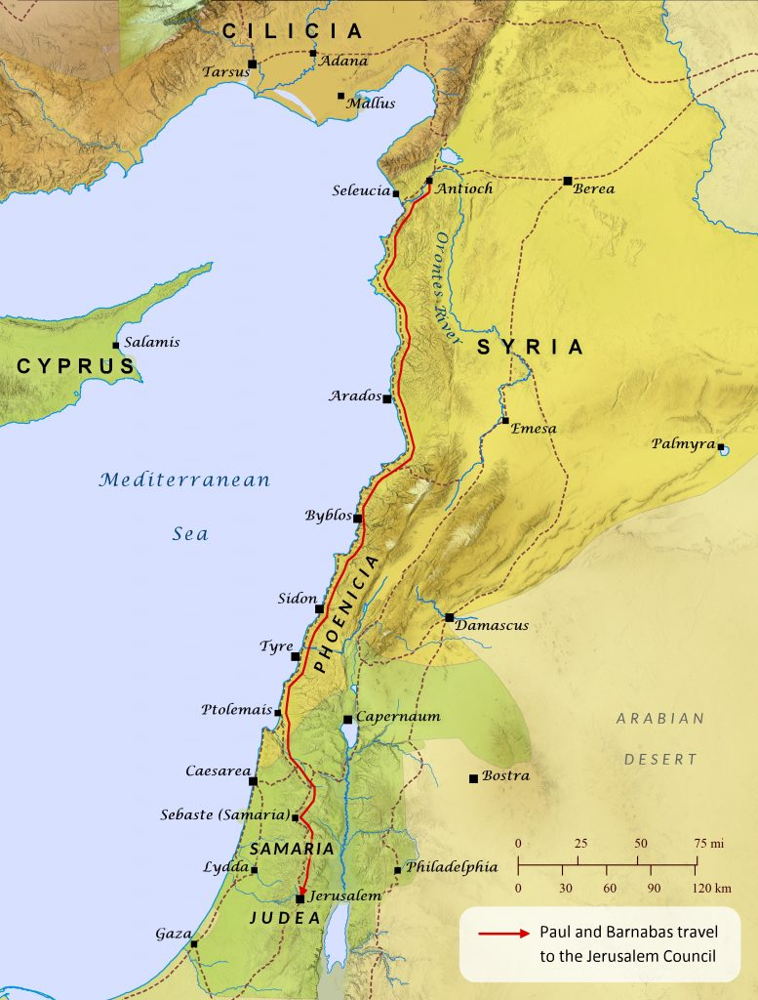 CILICIA
Tarsus
Adana
Mallus
Seleucia
Antioch
Berea
Orontes River
Salamis
CYPRUS
SYRIA
Arados
Emesa
Palmyra
Mediterranean
Sea
Byblos
PHOENICIA
Sidon
Damascus
Tyre
Ptolemais
Capernaum
ARABIAN
DESERT
Caesarea
Bostra
Sebaste (Samaria)
SAMARIA
Lydda
Philadelphia
0 25 50 75 mi
0 30 60 90 120 km
Jerusalem
JUDEA
Gaza
Paul and Barnabas travel
to the Jerusalem Council